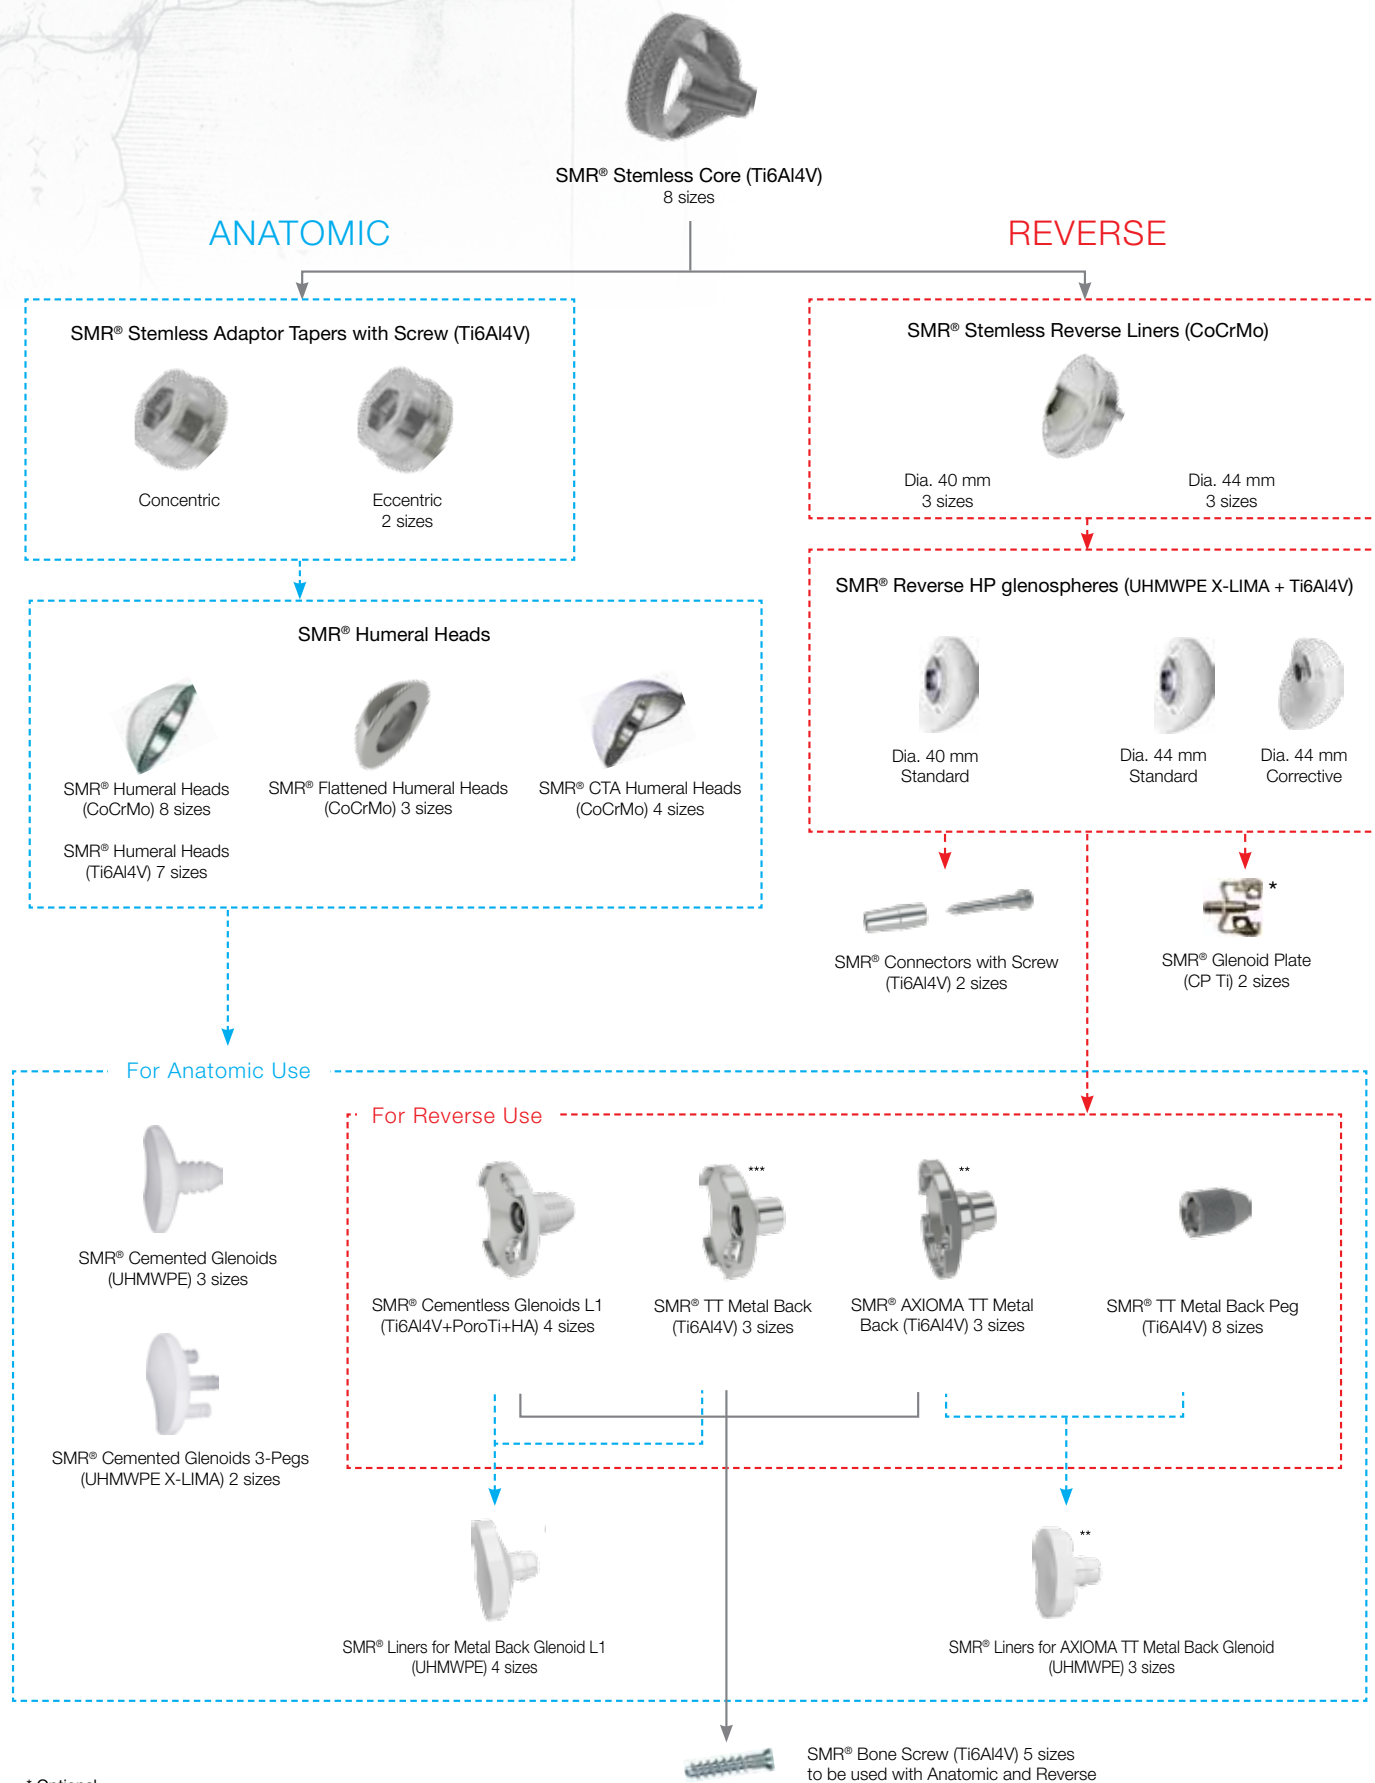 SMR® Stemless Core (Ti6Al4V)
8 sizes
ANATOMIC
REVERSE
SMR® Stemless Adaptor Tapers with Screw (Ti6Al4V)
Concentric
Eccentric
2 sizes
SMR® Stemless Reverse Liners (CoCrMo)
Dia. 40 mm
3 sizes
Dia. 44 mm
3 sizes
SMR® Humeral Heads
SMR® Humeral Heads
(CoCrMo) 8 sizes
SMR® Humeral Heads
(Ti6Al4V) 7 sizes
SMR® Flattened Humeral Heads
(CoCrMo) 3 sizes
SMR® CTA Humeral Heads
(CoCrMo) 4 sizes
SMR® Reverse HP glenospheres (UHMWPE X-LIMA + Ti6Al4V)
Dia. 40 mm
Standard
Dia. 44 mm
Standard
Dia. 44 mm
Corrective
SMR® Connectors with Screw
(Ti6Al4V) 2 sizes
*
SMR® Glenoid Plate
(CP Ti) 2 sizes
For Anatomic Use
SMR® Cemented Glenoids
(UHMWPE) 3 sizes
SMR® Cemented Glenoids 3-Pegs
(UHMWPE X-LIMA) 2 sizes
For Reverse Use
SMR® Cementless Glenoids L1
(Ti6Al4V+PoroTi+HA) 4 sizes
***
SMR® TT Metal Back
(Ti6Al4V) 3 sizes
**
SMR® AXIOMA TT Metal
Back (Ti6Al4V) 3 sizes
SMR® TT Metal Back Peg
(Ti6Al4V) 8 sizes
SMR® Liners for Metal Back Glenoid L1
(UHMWPE) 4 sizes
**
SMR® Liners for AXIOMA TT Metal Back Glenoid
(UHMWPE) 3 sizes
SMR® Bone Screw (Ti6Al4V) 5 sizes
to be used with Anatomic and Reverse
* Optional